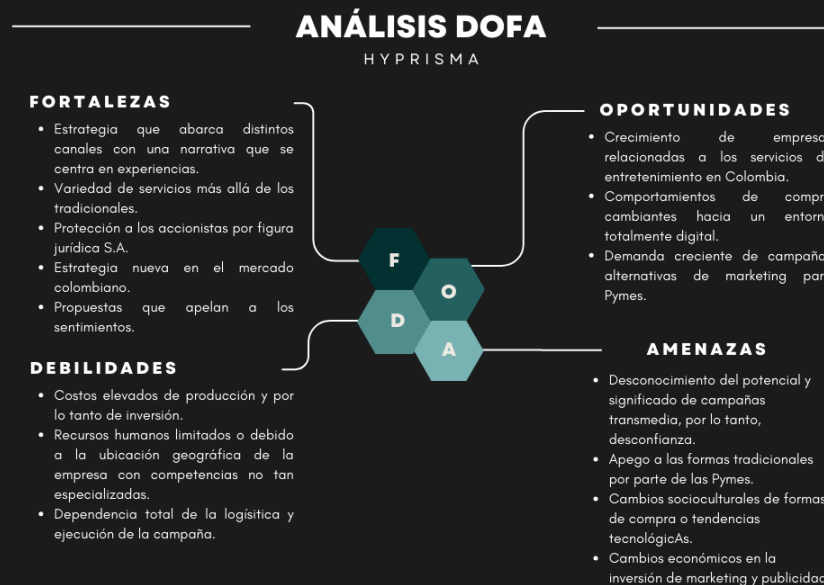 ANÁLISIS DOFA
HYPRISMA
FORTALEZAS
• Estrategia que abarca distintos
canales con una narrativa que se
centra en experiencias.
• Variedad de servicios más allá de los
tradicionales.
• Protección a los accionistas por figura
jurídica S.A.
• Estrategia nueva en el mercado
colombiano.
• Propuestas que apelan a los
sentimientos.
DEBILIDADES
• Costos elevados de producción y por
lo tanto de inversión.
• Recursos humanos limitados o debido
a la ubicación geográfica de la
empresa con competencias no tan
especializadas.
• Dependencia total de la logísitica y
ejecución de la campaña.
F
O
D
A
OPORTUNIDADES
• Crecimiento de
relacionadas a los servicios
entretenimiento en Colombia.
• Comportamientos de
cambiantes hacia un
totalmente digital.
• Demanda creciente de
alternativas de marketing
Pymes.
AMENAZAS
• Desconocimiento del potencial y
significado de campañas
transmedia, por lo tanto,
desconfianza.
• Apego a las formas tradicionales
por parte de las Pymes.
• Cambios socioculturales de formas
de compra o tendencias
tecnológicAs.
• Cambios económicos en la
inversión de marketing y